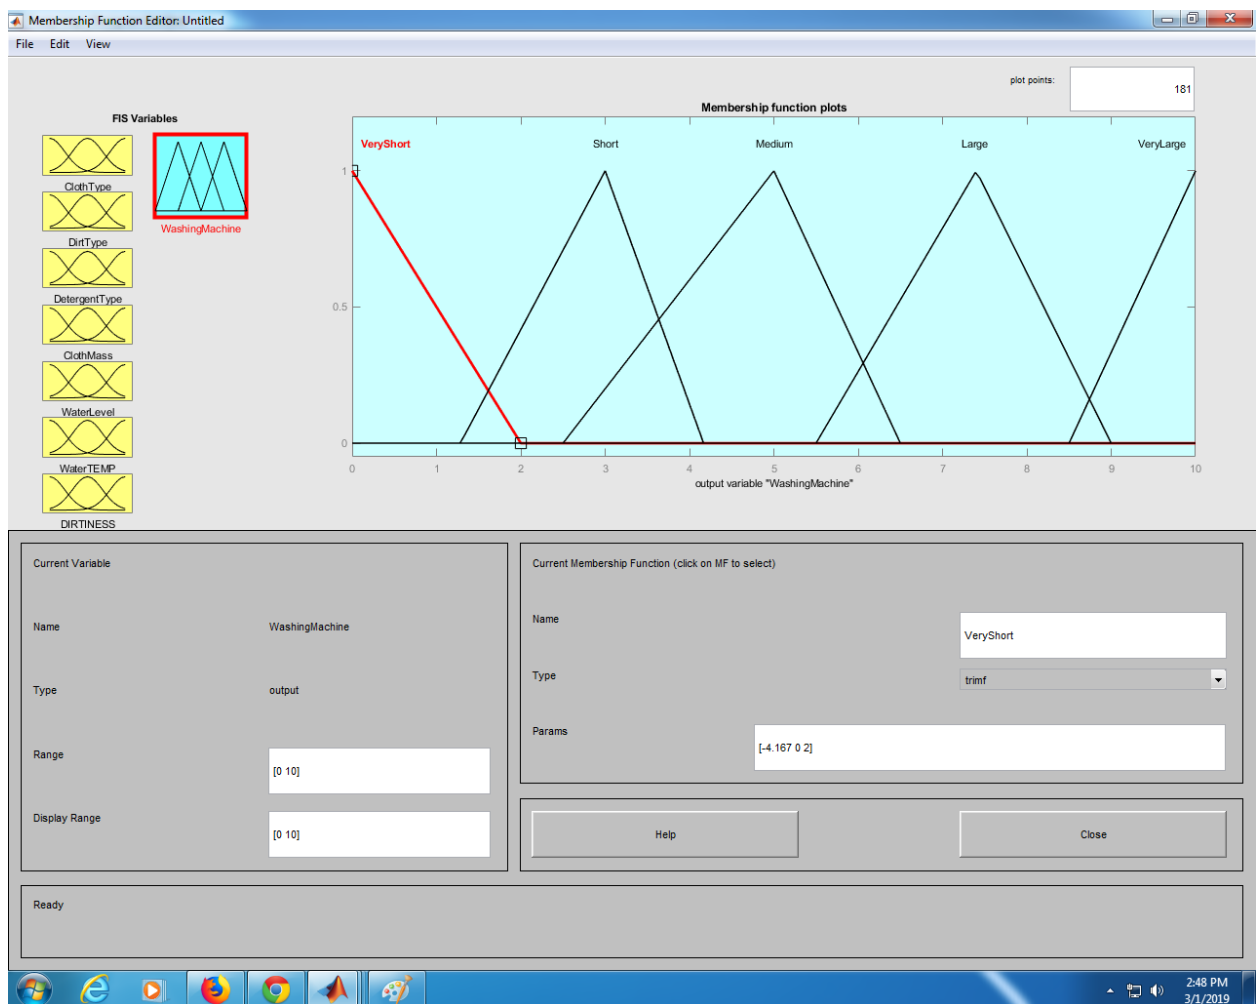 Membership Function Editor: Untitled
File Edit View
plot points:
181
FIS Variables
ClothType
DirtType
DetergentType
ClothMass
WaterLevel
WaterTEMP
DIRTINESS
WashingMachine
Membership function plots
VeryShort Short Medium Large VeryLarge
1
0.5
0
0 1 2 3 4 5 6 7 8 9 10
output variable "WashingMachine"
Current Variable
Name WashingMachine
Type output
Range [0 10]
Display Range [0 10]
Current Membership Function (click on MF to select)
Name VeryShort
Type trimf
Params [-4.167 0 2]
Help Close
Ready
2:48 PM
3/1/2019